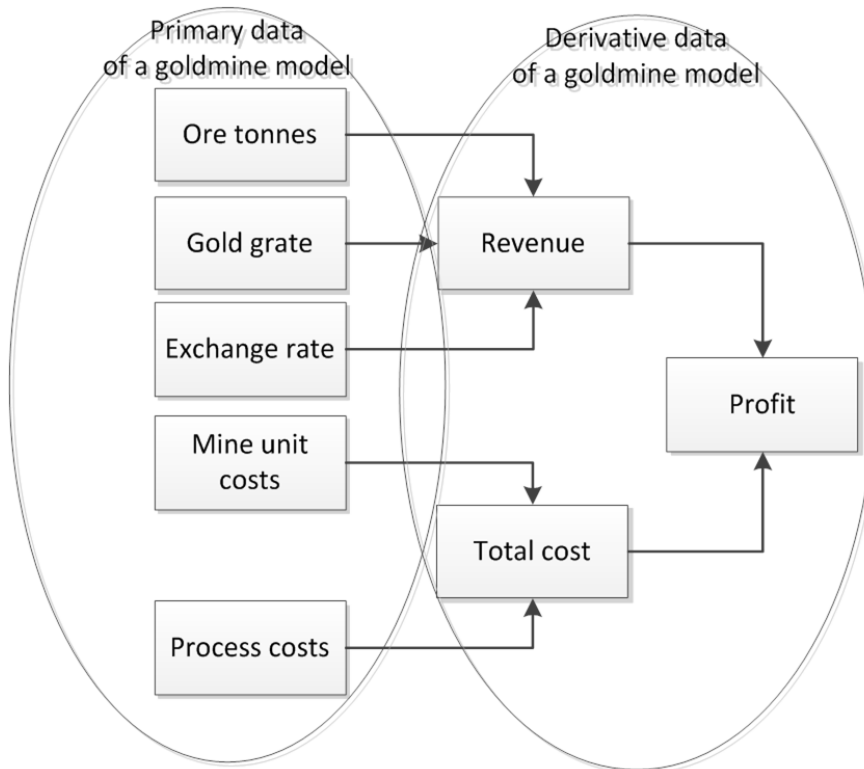 Primary data
of a goldmine model
Derivative data
of a goldmine model
Ore tonnes
Gold grate
Revenue
Exchange rate
Profit
Mine unit
costs
Total cost
Process costs